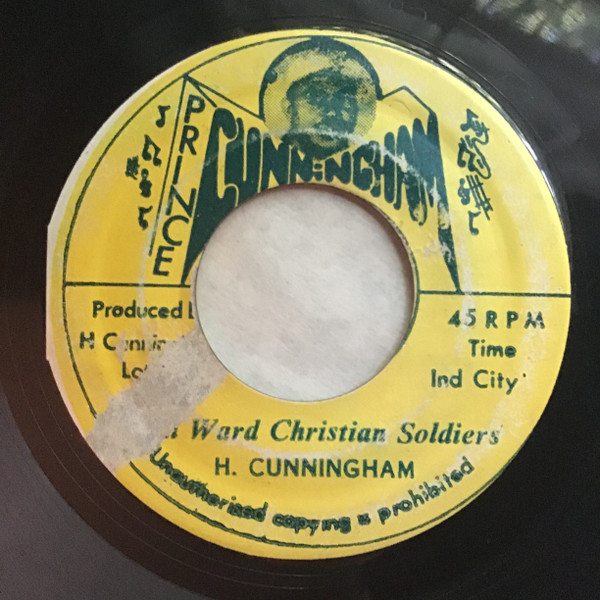 PRINCE
CUNNINGHAM
Produced
45 RPM
H
Time
Ind City
Ward Christian Soldiers
H. CUNNINGHAM
Unauthorised copying is prohibited